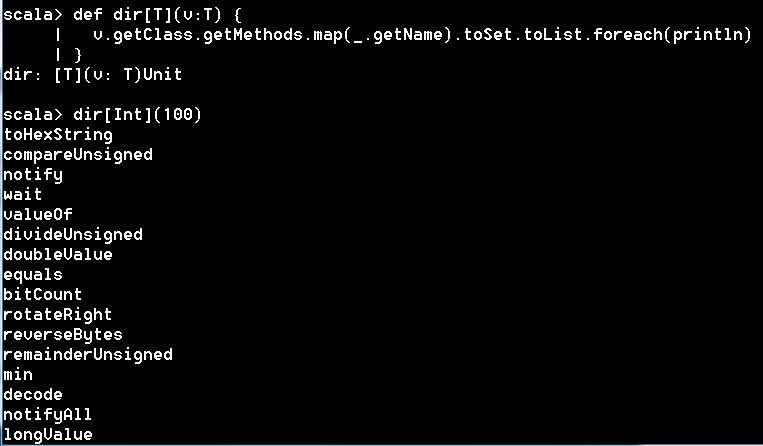 scala> def dir[T](v:T) {
     |   v.getClass.getMethods.map(_.getName).toSet.toList.foreach(println)
     | }
dir: [T](v: T)Unit

scala> dir[Int](100)
toHexString
compareUnsigned
notify
wait
valueOf
divideUnsigned
doubleValue
equals
bitCount
rotateRight
reverseBytes
remainderUnsigned
min
decode
notifyAll
longValue